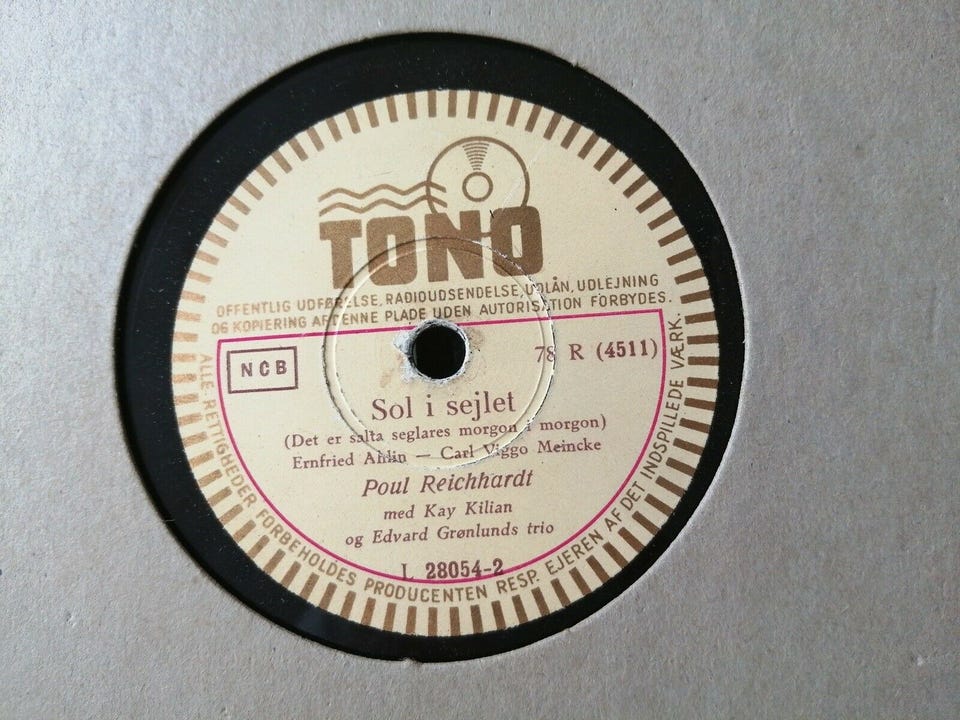 TONO
OFFENTLIG UDFØRELSE, RADIOUDSENDELSE, UDLÅN, UDLEJNING
OG KOPIERING AF DENNE PLADE UDEN AUTORISATION FORBYDES.
NCB
78 R (4511)
Sol i sejlet
(Det er salta seglares morgon i morgon)
Ernfried Ahlin — Carl Viggo Meincke
Poul Reichhardt
med Kay Kilian
og Edvard Grønlunds trio
L 28054-2
ALLE RETTIGHEDER FORBEHOLDES PRODUCENTEN RESP. EJEREN AF DET INDSPILLEDE VÆRK.